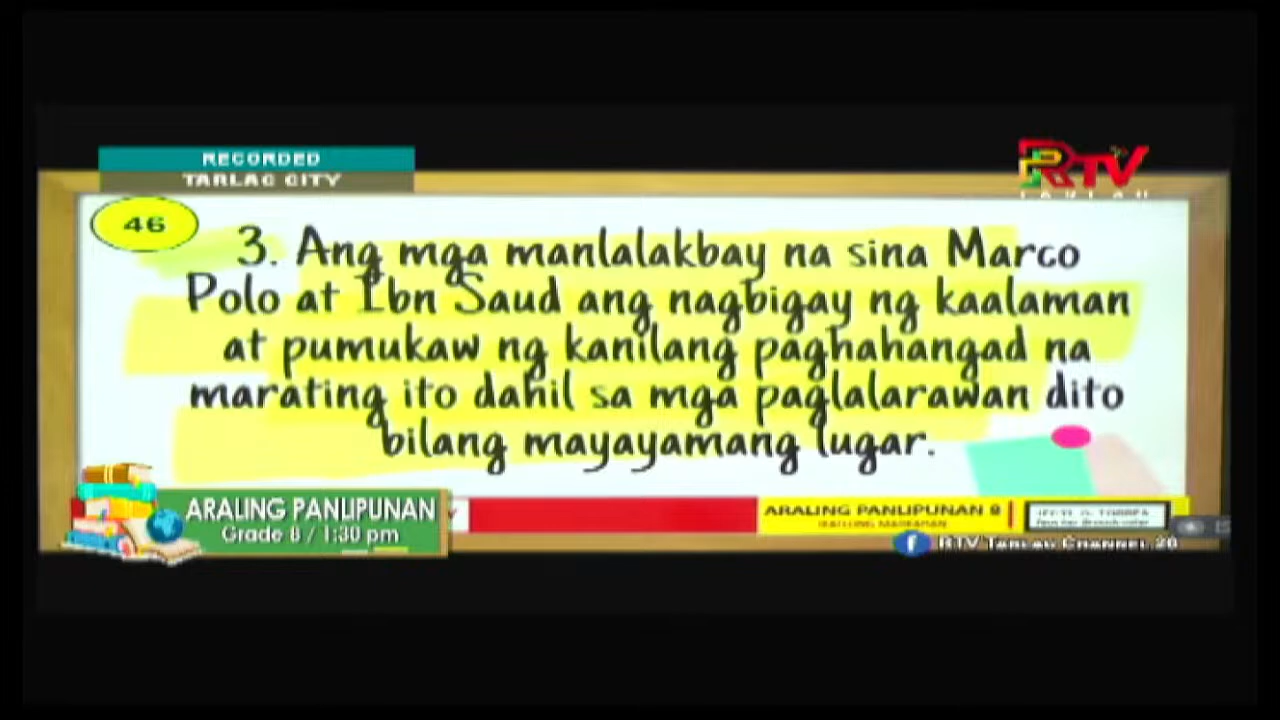 RECORDED
TARLAC CITY
RTV
46
3. Ang mga manlalakbay na sina Marco
Polo at Ibn Saud ang nagbigay ng kaalaman
at pumukaw ng kanilang paghahangad na
marating ito dahil sa mga paglalarawan dito
bilang mayayamang lugar.
ARALING PANLIPUNAN
Grade 8 / 1:30 pm
ARALING PANLIPUNAN 8
RTV TARLAC CHANNEL 26